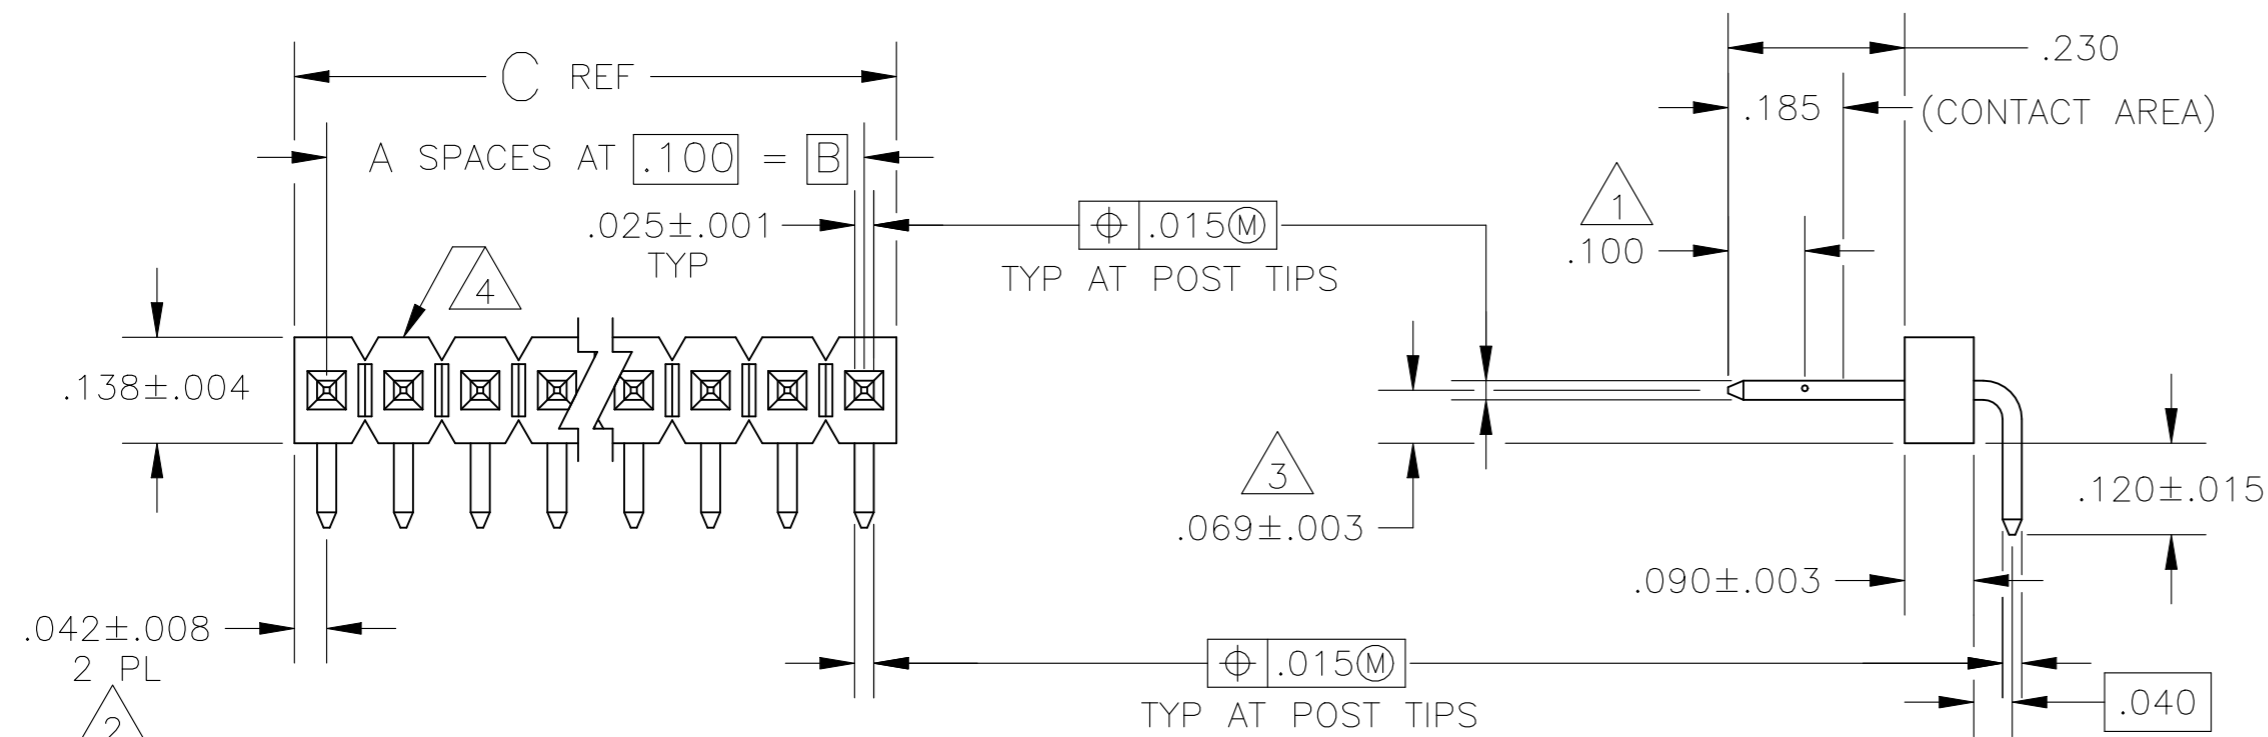 C REF
A SPACES AT .100 = B
.025±.001
TYP
4
.138±.004
.042±.008
2 PL
2
⌖ .015Ⓜ
TYP AT POST TIPS
3
.069±.003
⌖ .015Ⓜ
TYP AT POST TIPS
.230
.185 (CONTACT AREA)
1
.100
.120±.015
.090±.003
.040